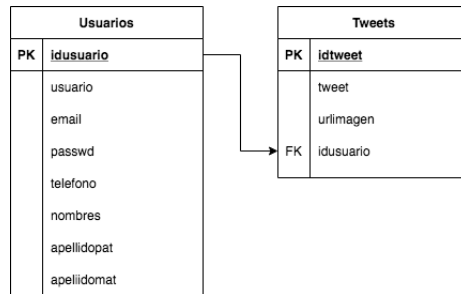 Usuarios
PK idusuario
usuario
email
passwd
telefono
nombres
apellidopat
apeliidomat
Tweets
PK idtweet
tweet
urlimagen
FK idusuario